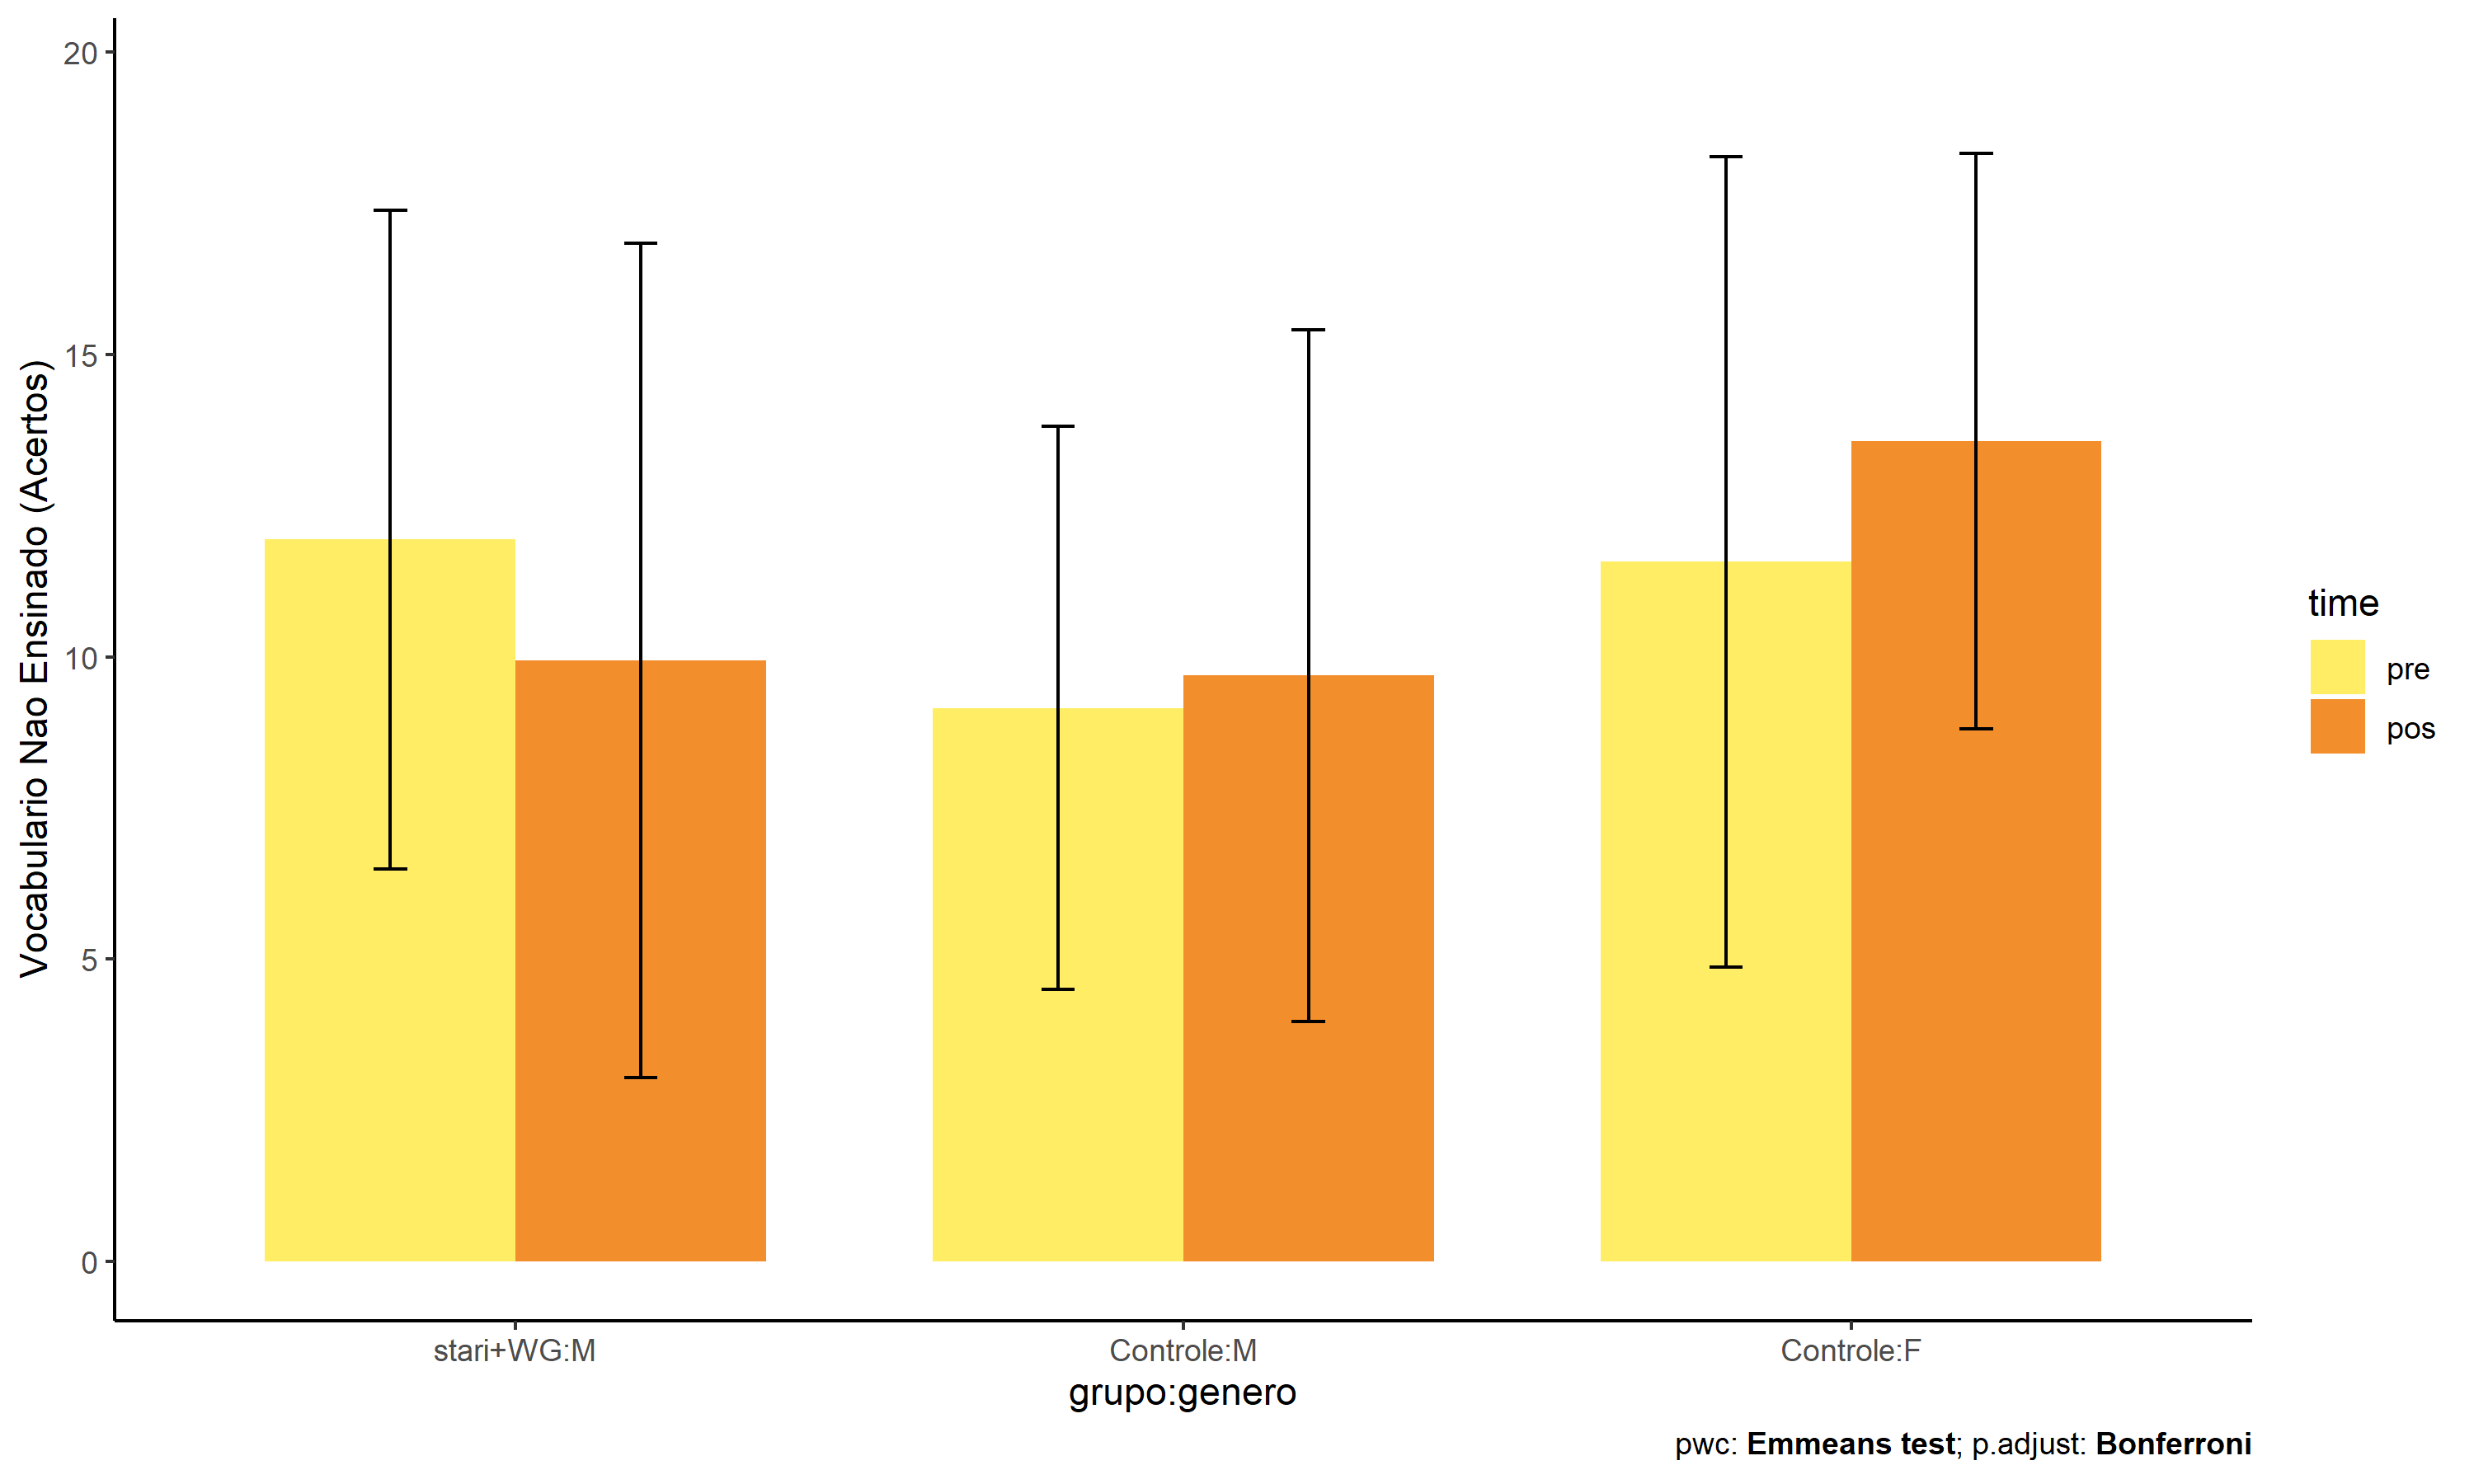 Vocabulario Nao Ensinado (Acertos)
20
15
10
5
0
stari+WG:M
Controle:M
Controle:F
grupo:genero
time
pre
pos
pwc: Emmeans test; p.adjust: Bonferroni